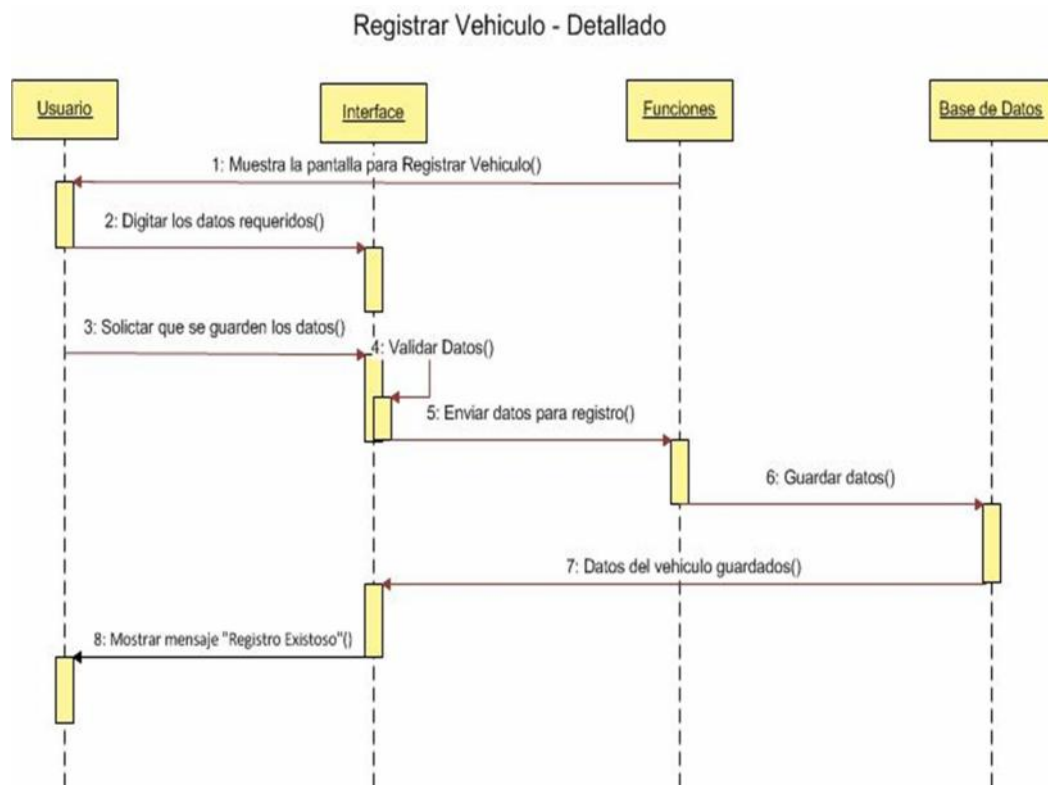 Registrar Vehiculo - Detallado
Usuario
Interface
Funciones
Base de Datos
1: Muestra la pantalla para Registrar Vehiculo()
2: Digitar los datos requeridos()
3: Solictar que se guarden los datos()
4: Validar Datos()
5: Enviar datos para registro()
6: Guardar datos()
7: Datos del vehiculo guardados()
8: Mostrar mensaje "Registro Existoso"()